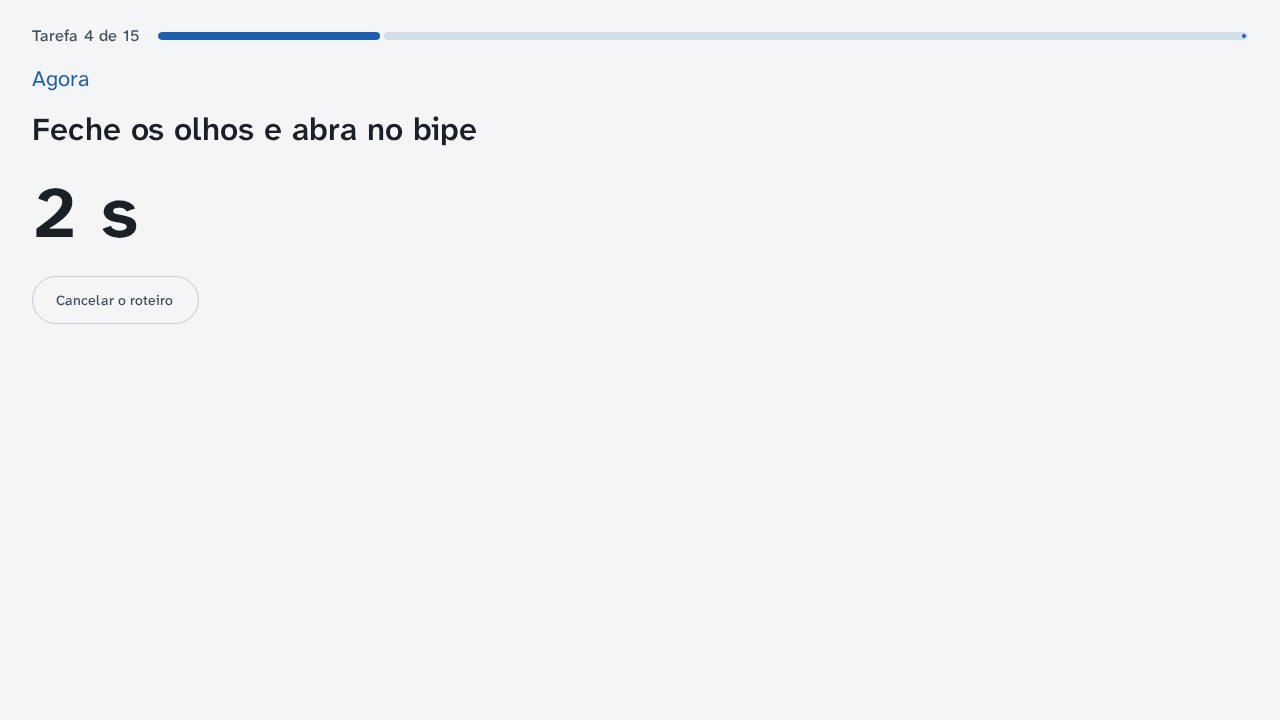 Tarefa 4 de 15
Agora
Feche os olhos e abra no bipe
2 s
Cancelar o roteiro